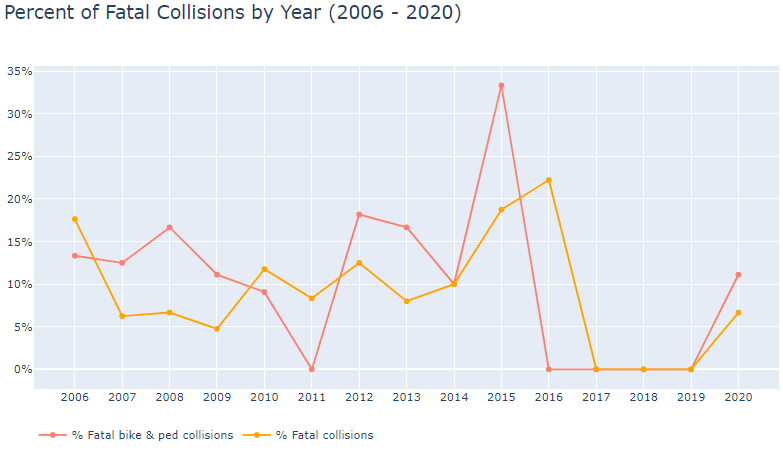 Percent of Fatal Collisions by Year (2006 - 2020)
35%
30%
25%
20%
15%
10%
5%
0%
2006 2007 2008 2009 2010 2011 2012 2013 2014 2015 2016 2017 2018 2019 2020
% Fatal bike & ped collisions % Fatal collisions